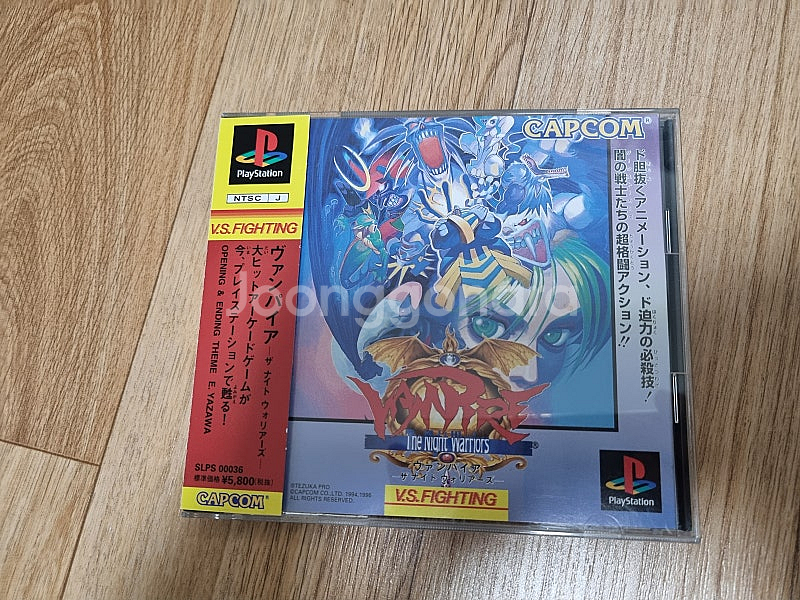 PlayStation
NTSC J
V.S. FIGHTING
ヴァンパイア ―ザ ナイト ウォリアーズ―
大ヒットアーケードゲームが
今、プレイステーションで甦る!
OPENING & ENDING THEME E. YAZAWA
SLPS 00036
標準価格 ¥5,800(税抜)
CAPCOM
CAPCOM
ド胆抜くアニメーション、ド迫力の必殺技!
闇の戦士たちの超格闘アクション!!
VAMPIRE
The Night Warriors
ヴァンパイア
―ザ ナイト ウォリアーズ―
©TEZUKA PRO
©CAPCOM CO., LTD. 1994, 1996
ALL RIGHTS RESERVED.
V.S. FIGHTING
PlayStation
Joonggonara